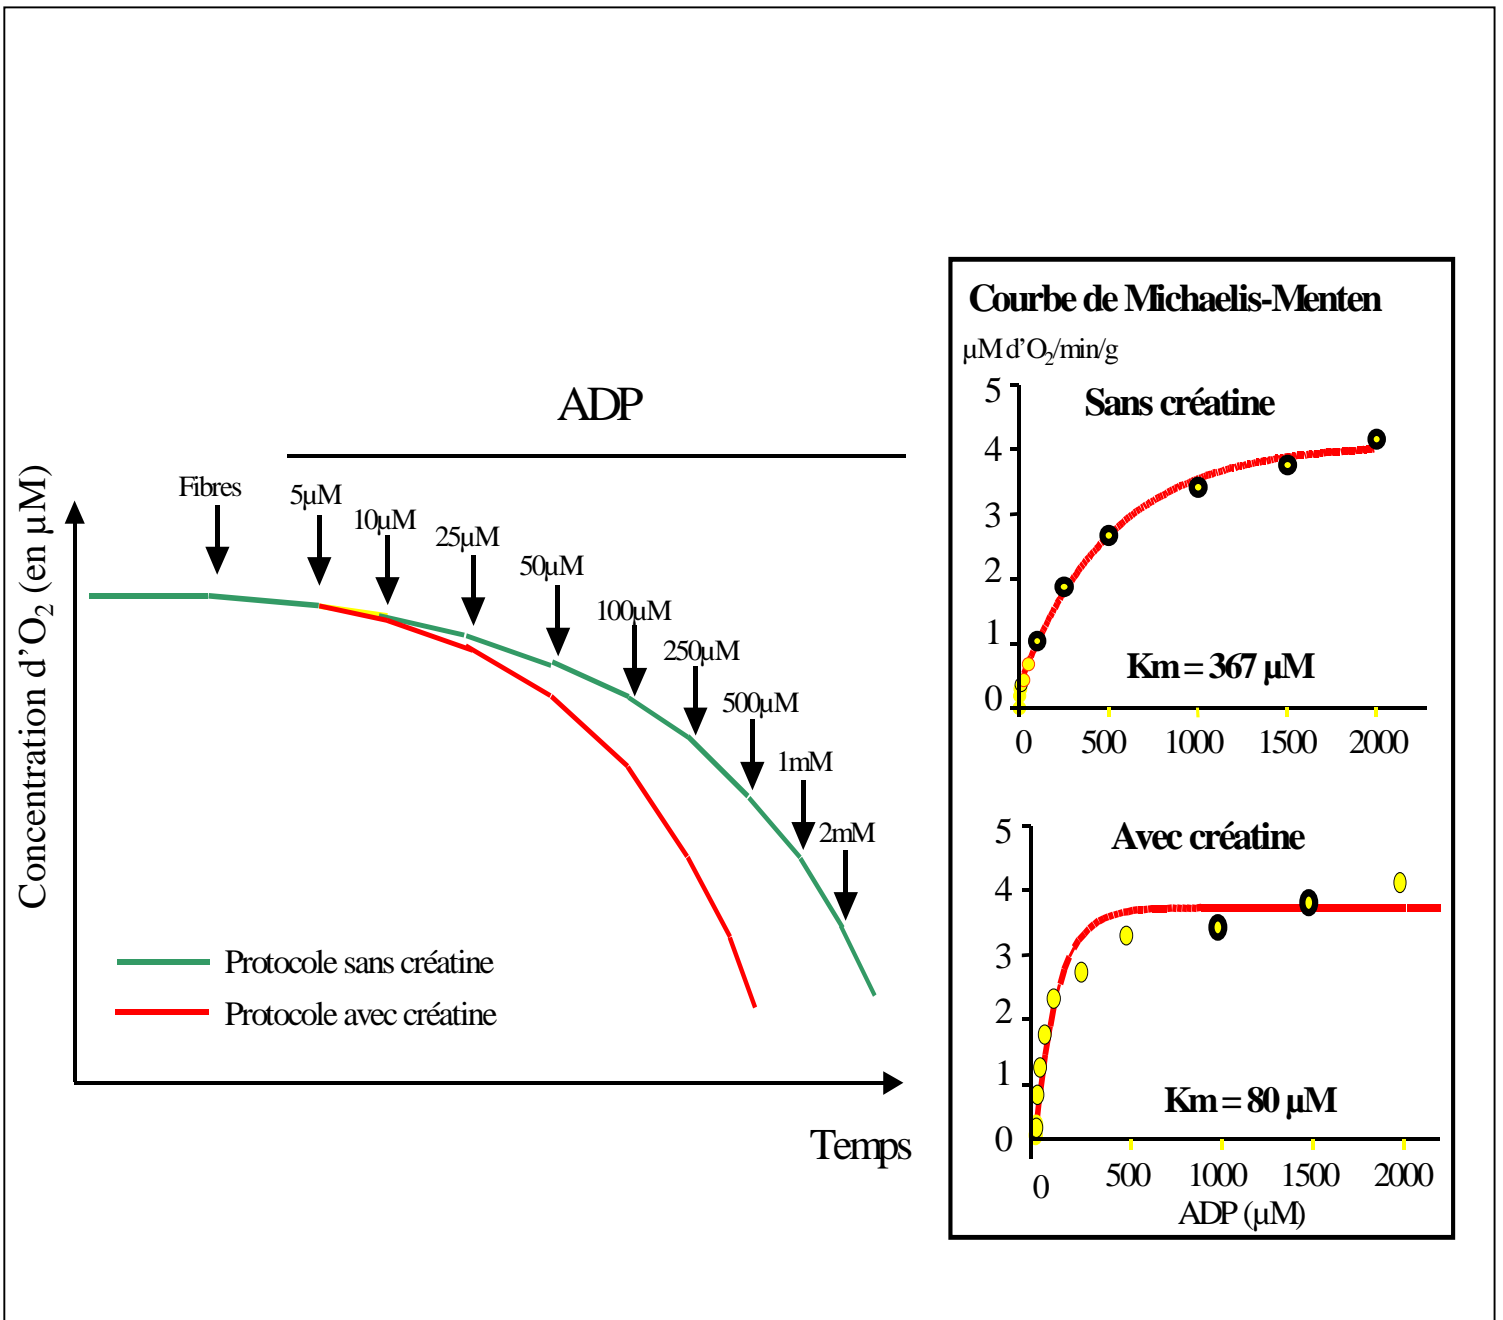 ADP
Fibres
5µM
10µM
25µM
50µM
100µM
250µM
500µM
1mM
2mM
Concentration d’O2 (en µM)
Protocole sans créatine
Protocole avec créatine
Temps
Courbe de Michaelis-Menten
µM d’O2/min/g
Sans créatine
5
4
3
2
1
0
Km = 367 µM
0 500 1000 1500 2000
Avec créatine
5
4
3
2
1
0
Km = 80 µM
0 500 1000 1500 2000
ADP (µM)